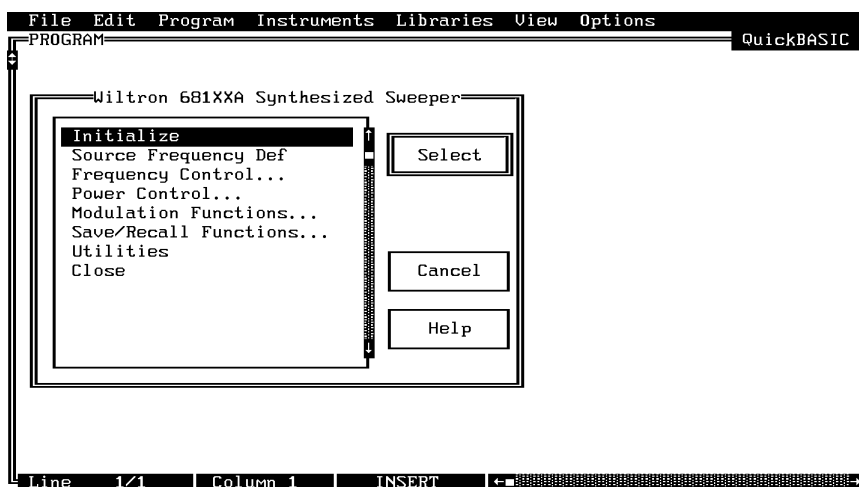 File Edit Program Instruments Libraries View Options
PROGRAM QuickBASIC
Wiltron 681XXA Synthesized Sweeper
Initialize
Source Frequency Def
Frequency Control...
Power Control...
Modulation Functions...
Save/Recall Functions...
Utilities
Close
Select
Cancel
Help
Line 1/1 Column 1 INSERT